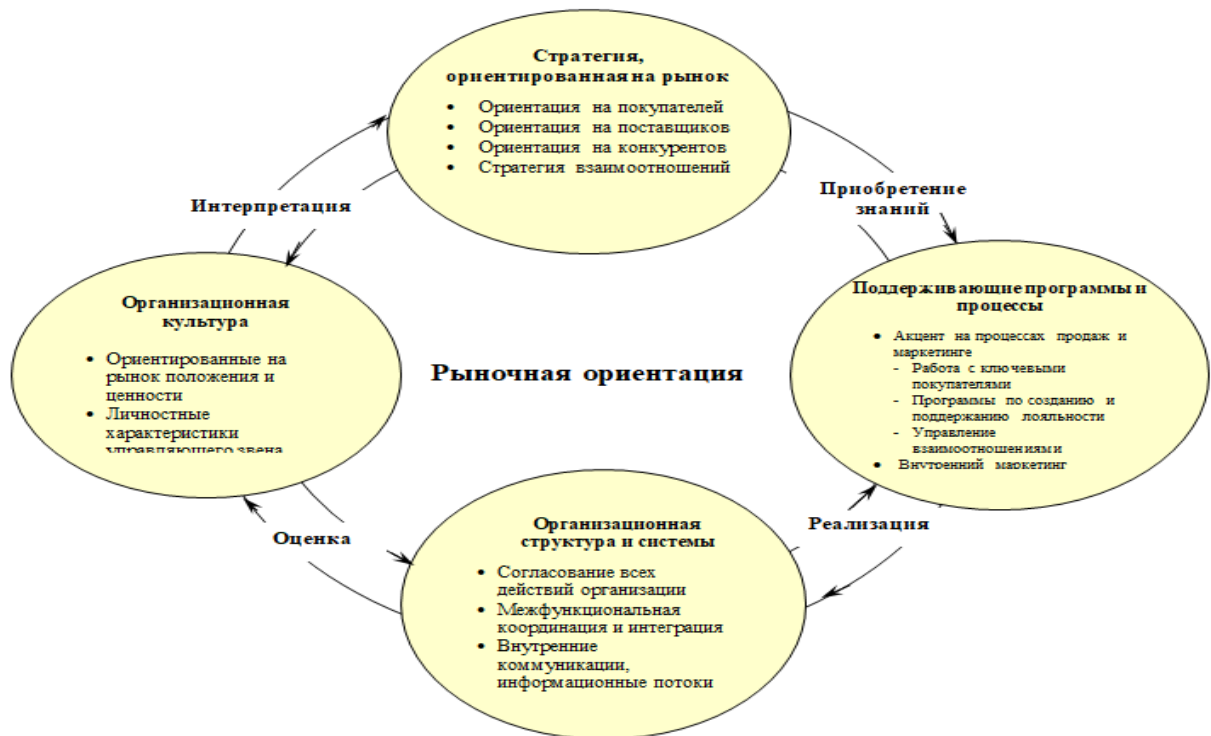 Стратегия,
ориентированная на рынок
• Ориентация на покупателей
• Ориентация на поставщиков
• Ориентация на конкурентов
• Стратегия взаимоотношений
Интерпретация
Приобретение
знаний
Организационная
культура
• Ориентированные на
рынок положения и
ценности
• Личностные
характеристики
управляющего звена
Рыночная ориентация
Поддерживающие программы и
процессы
• Акцент на процессах продаж и
маркетинге
- Работа с ключевыми
покупателями
- Программы по созданию и
поддержанию лояльности
- Управление
взаимоотношениями
• Внутренний маркетинг
Оценка
Реализация
Организационная
структура и системы
• Согласование всех
действий организации
• Межфункциональная
координация и интеграция
• Внутренние
коммуникации,
информационные потоки